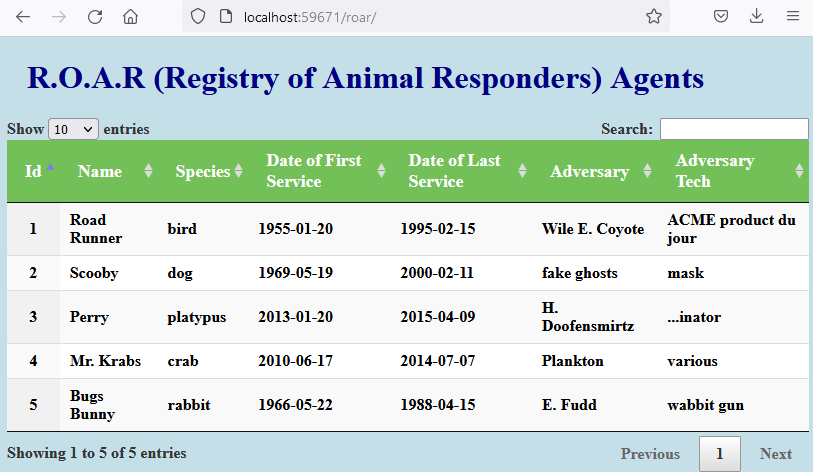 localhost:59671/roar/
R.O.A.R (Registry of Animal Responders) Agents
Show 10 entries Search:
Id Name Species Date of First Service Date of Last Service Adversary Adversary Tech
1 Road Runner bird 1955-01-20 1995-02-15 Wile E. Coyote ACME product du jour
2 Scooby dog 1969-05-19 2000-02-11 fake ghosts mask
3 Perry platypus 2013-01-20 2015-04-09 H. Doofensmirtz ...inator
4 Mr. Krabs crab 2010-06-17 2014-07-07 Plankton various
5 Bugs Bunny rabbit 1966-05-22 1988-04-15 E. Fudd wabbit gun
Showing 1 to 5 of 5 entries Previous 1 Next